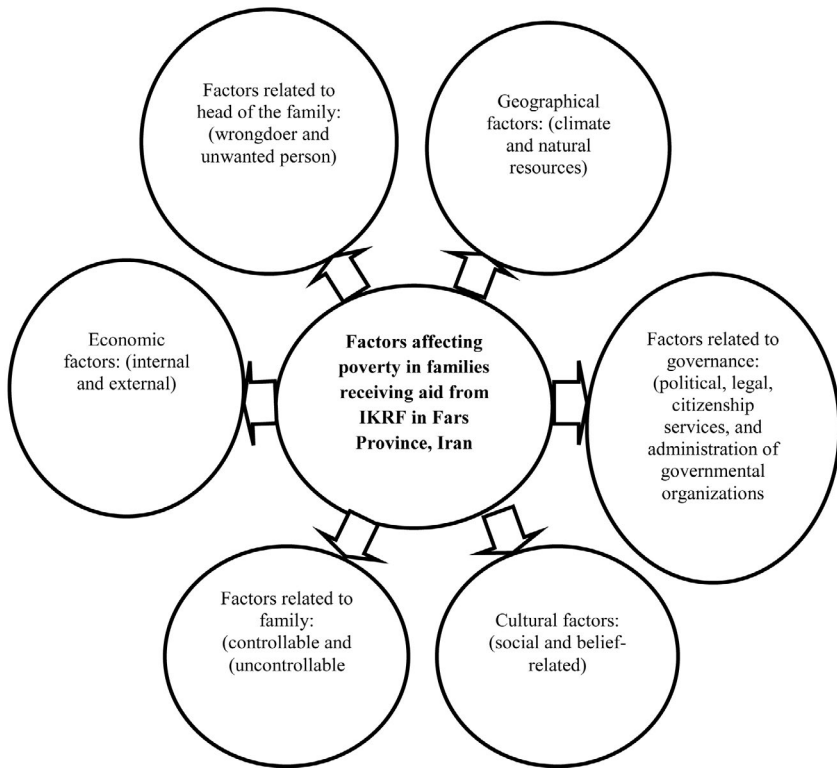 Factors related to
head of the family:
(wrongdoer and
unwanted person)
Geographical
factors: (climate
and natural
resources)
Economic
factors: (internal
and external)
Factors affecting
poverty in families
receiving aid from
IKRF in Fars
Province, Iran
Factors related to
governance:
(political, legal,
citizenship
services, and
administration of
governmental
organizations
Factors related to
family:
(controllable and
(uncontrollable
Cultural factors:
(social and belief-
related)